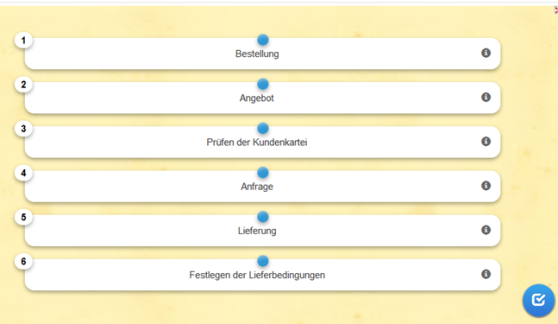 1
Bestellung
2
Angebot
3
Prüfen der Kundenkartei
4
Anfrage
5
Lieferung
6
Festlegen der Lieferbedingungen